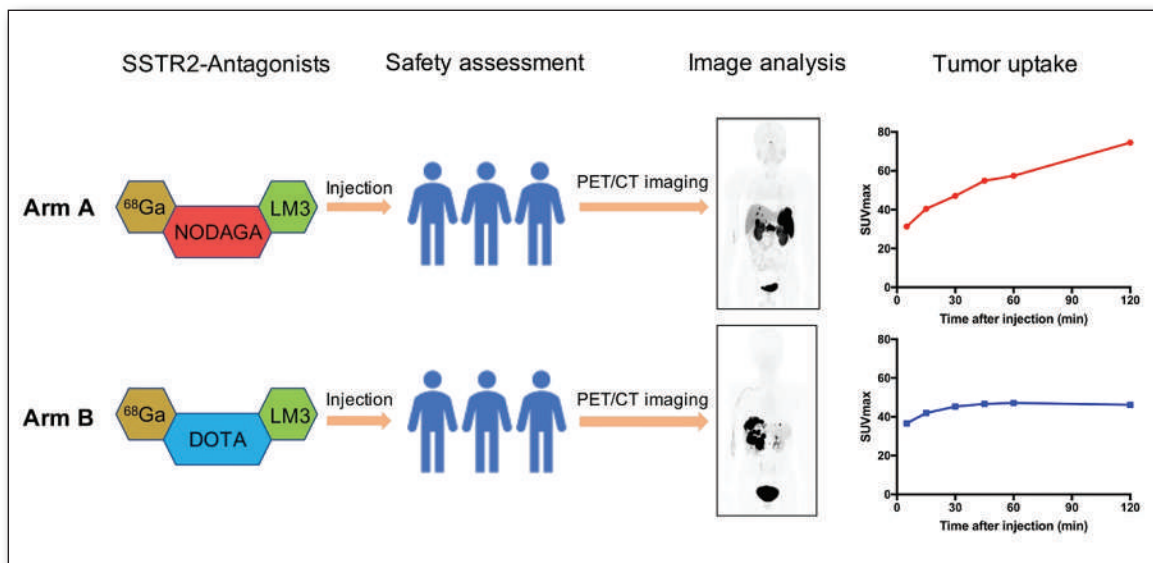 SSTR2-Antagonists
Safety assessment
Image analysis
Tumor uptake
Arm A
⁶⁸Ga
NODAGA
LM3
Injection
PET/CT imaging
SUVmax
80
60
40
20
0
0 30 60 90 120
Time after injection (min)
Arm B
⁶⁸Ga
DOTA
LM3
Injection
PET/CT imaging
SUVmax
80
60
40
20
0
0 30 60 90 120
Time after injection (min)